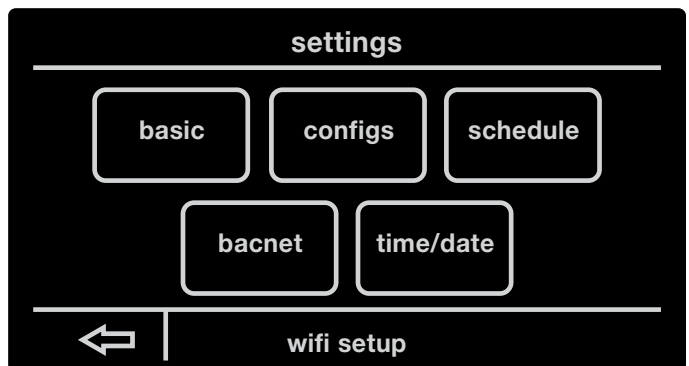 settings
basic configs schedule
bacnet time/date
wifi setup